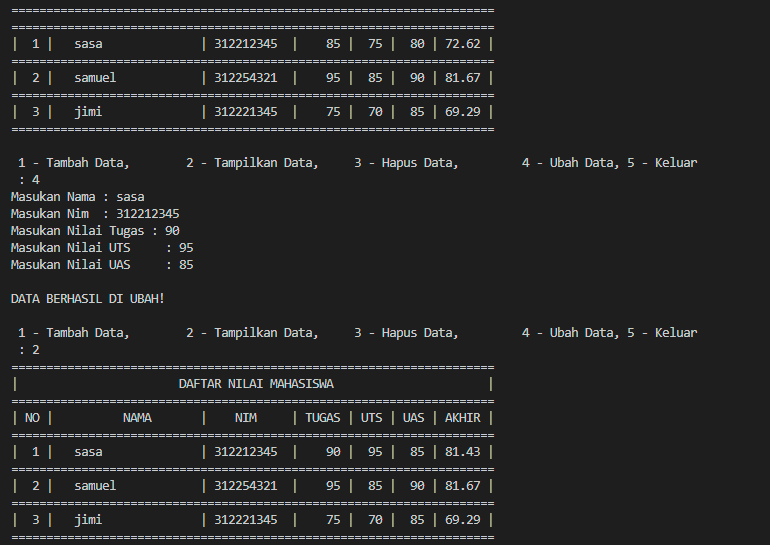 =====================================================================
=====================================================================
|  1 |   sasa              | 312212345  |    85 |  75 |  80 | 72.62 |
=====================================================================
|  2 |   samuel            | 312254321  |    95 |  85 |  90 | 81.67 |
=====================================================================
|  3 |   jimi              | 312221345  |    75 |  70 |  85 | 69.29 |
=====================================================================
 1 - Tambah Data,        2 - Tampilkan Data,     3 - Hapus Data,         4 - Ubah Data, 5 - Keluar
 : 4
Masukan Nama : sasa
Masukan Nim  : 312212345
Masukan Nilai Tugas : 90
Masukan Nilai UTS     : 95
Masukan Nilai UAS     : 85
DATA BERHASIL DI UBAH!
 1 - Tambah Data,        2 - Tampilkan Data,     3 - Hapus Data,         4 - Ubah Data, 5 - Keluar
 : 2
=====================================================================
|                       DAFTAR NILAI MAHASISWA                      |
=====================================================================
| NO |          NAMA       |    NIM     | TUGAS | UTS | UAS | AKHIR |
=====================================================================
|  1 |   sasa              | 312212345  |    90 |  95 |  85 | 81.43 |
=====================================================================
|  2 |   samuel            | 312254321  |    95 |  85 |  90 | 81.67 |
=====================================================================
|  3 |   jimi              | 312221345  |    75 |  70 |  85 | 69.29 |
=====================================================================